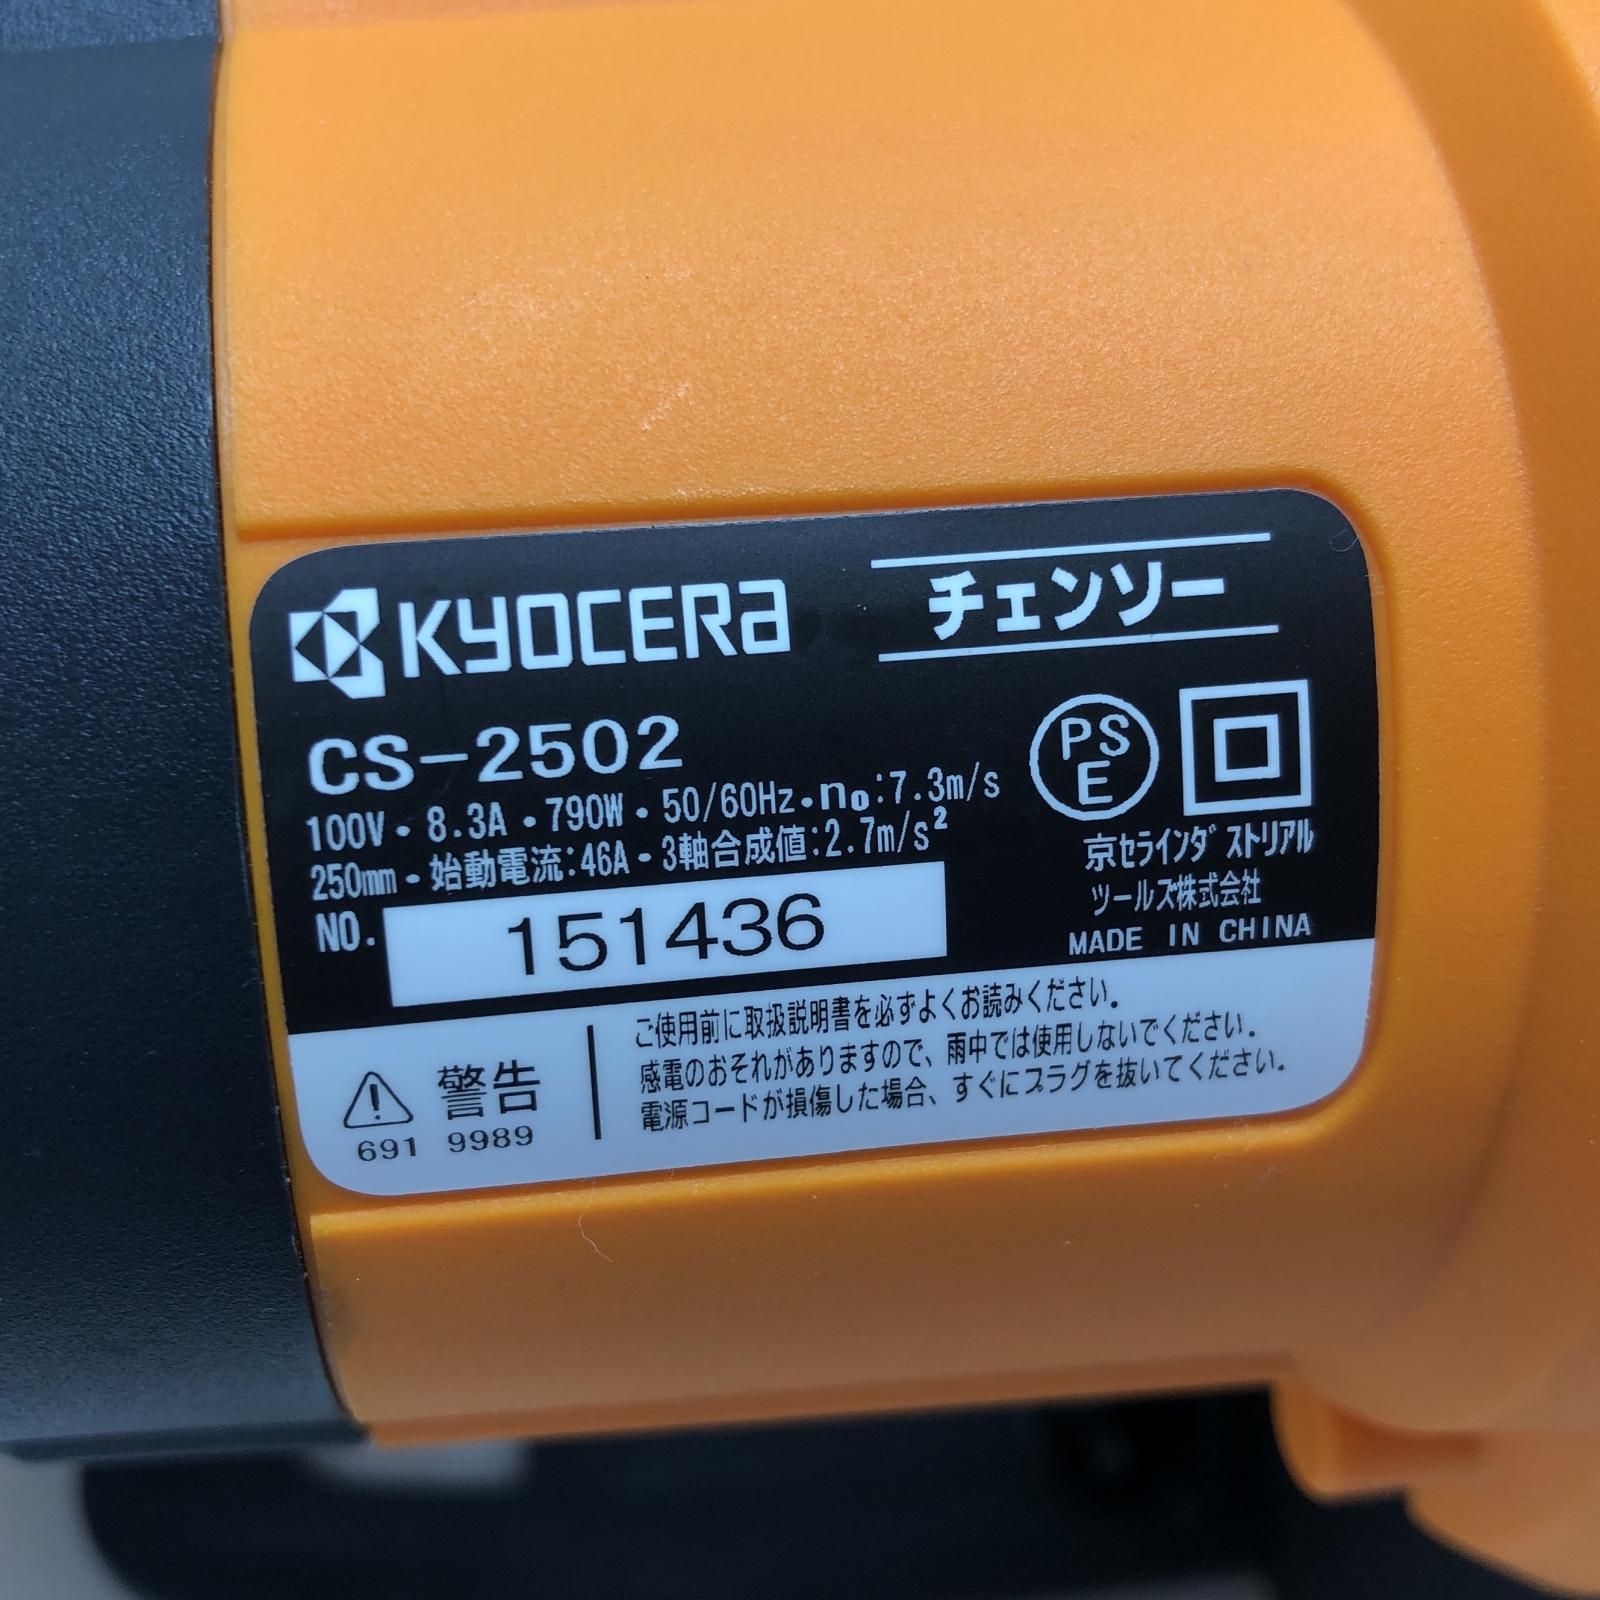 KYOCERA
チェンソー
CS-2502
PS
E
100V・8.3A・790W・50/60Hz・n₀:7.3m/s
250mm・始動電流:46A・3軸合成値:2.7m/s²
NO. 151436
京セラインダストリアル
ツールズ株式会社
MADE IN CHINA
警告
691 9989
ご使用前に取扱説明書を必ずよくお読みください。
感電のおそれがありますので、雨中では使用しないでください。
電源コードが損傷した場合、すぐにプラグを抜いてください。